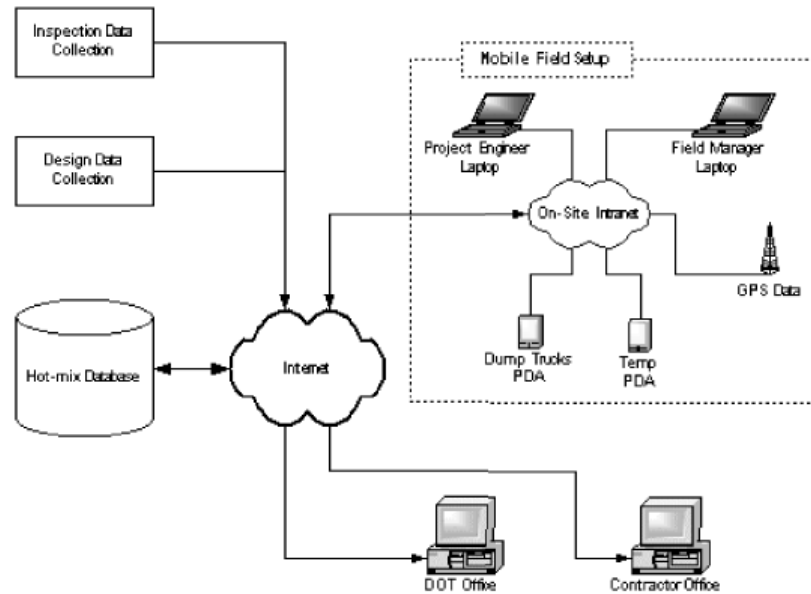 Inspection Data
Collection
Mobile Field Setup
Project Engineer
Laptop
Field Manager
Laptop
Design Data
Collection
On-Site Intranet
GPS Data
Dump Trucks
PDA
Temp
PDA
Hot-mix Database
Internet
DOT Office
Contractor Office